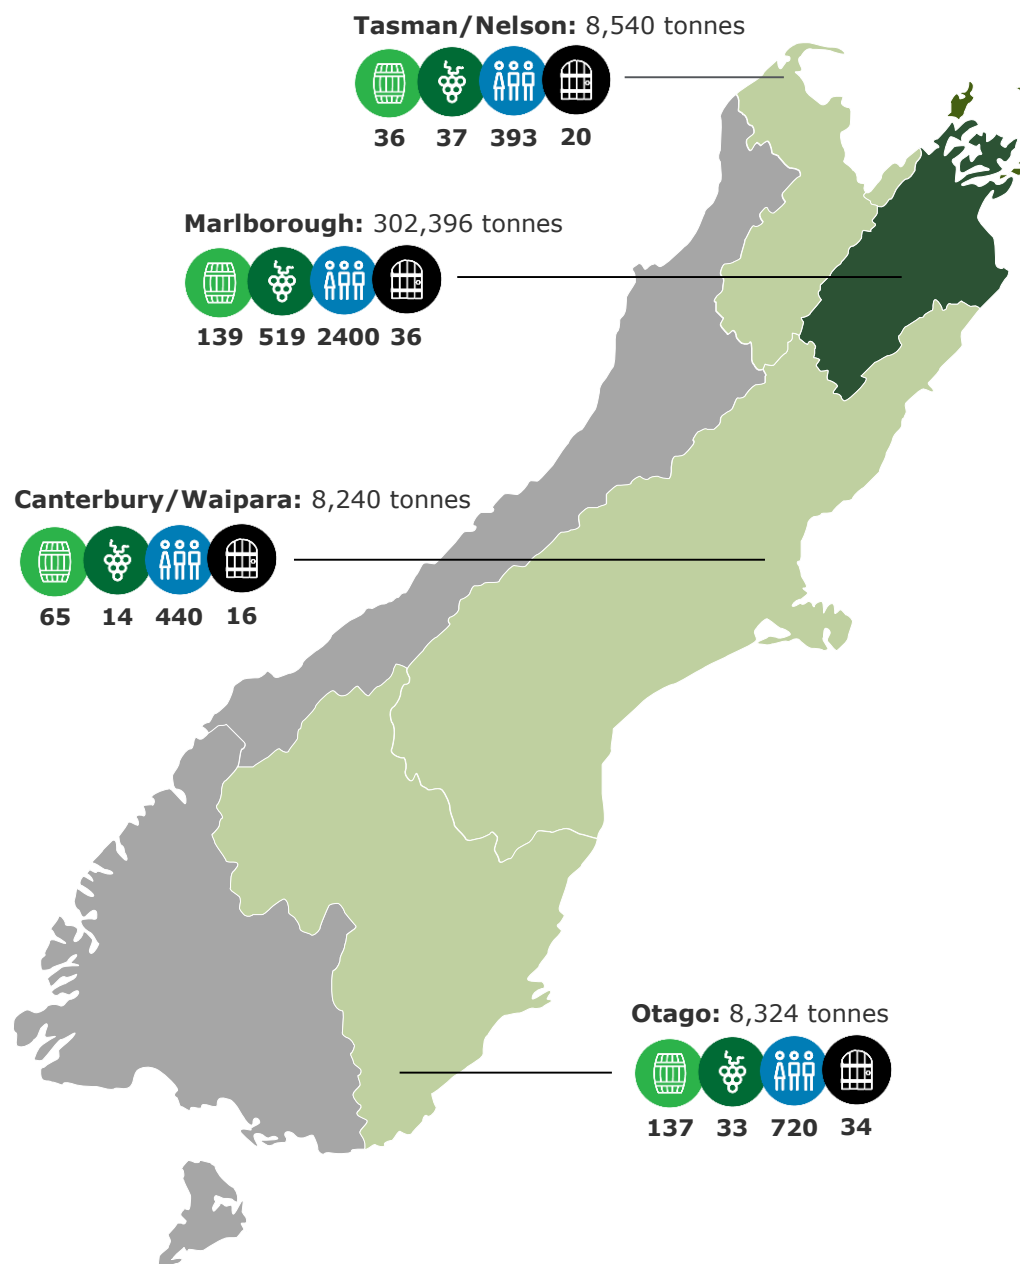 Tasman/Nelson: 8,540 tonnes
36 37 393 20
Marlborough: 302,396 tonnes
139 519 2400 36
Canterbury/Waipara: 8,240 tonnes
65 14 440 16
Otago: 8,324 tonnes
137 33 720 34